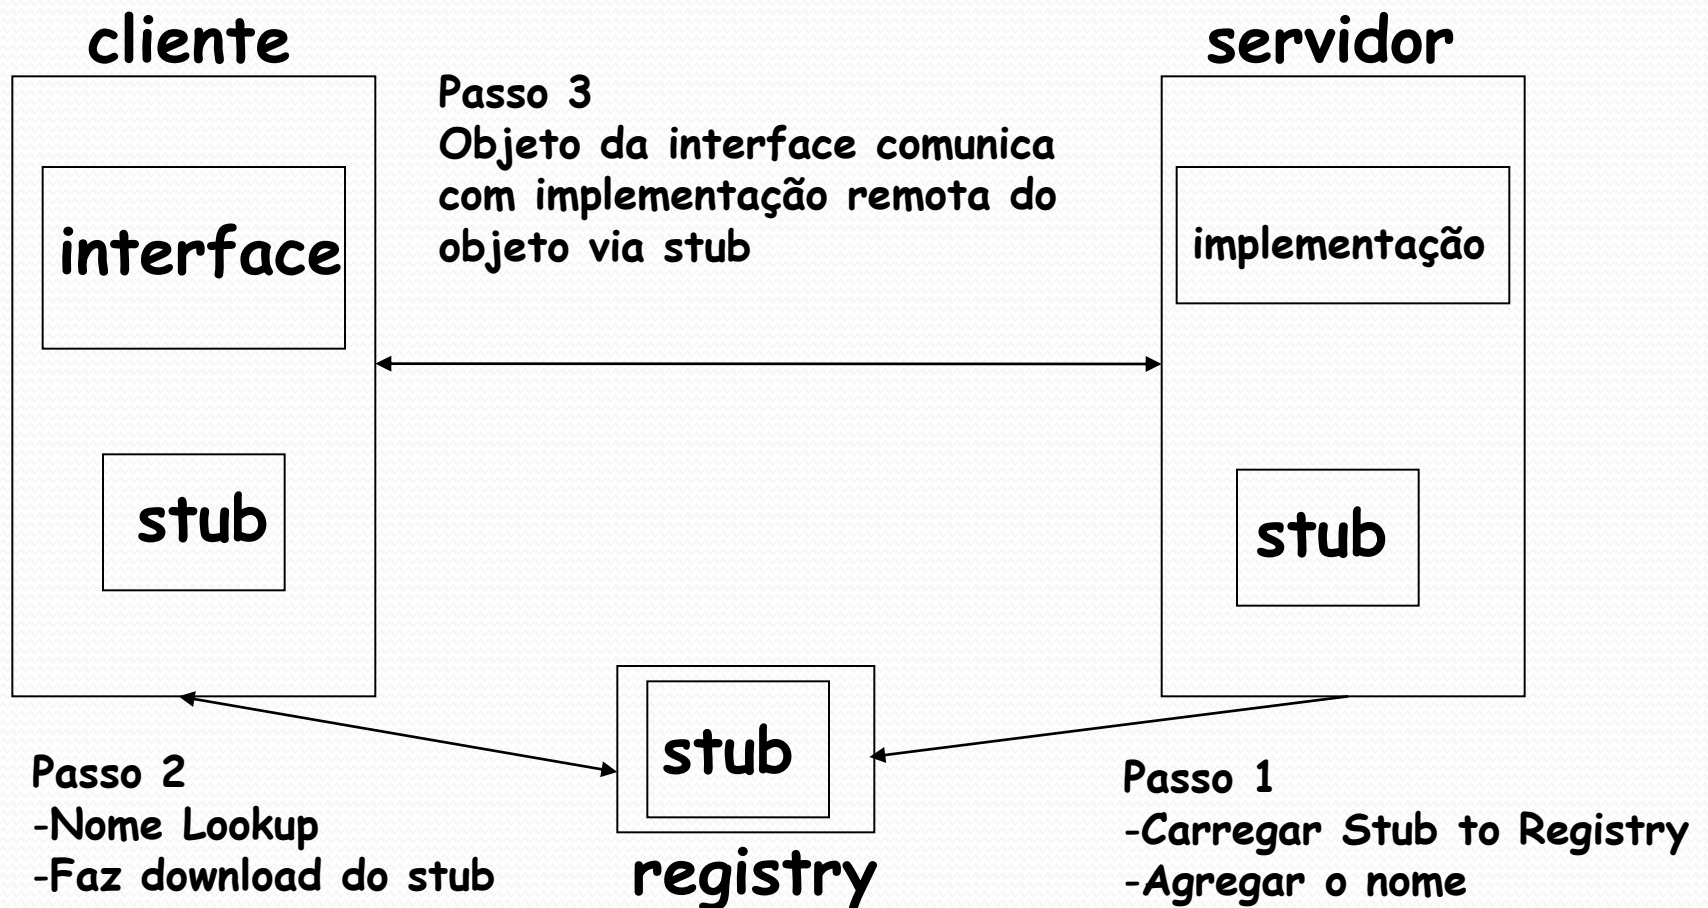 cliente
servidor
Passo 3
Objeto da interface comunica
com implementação remota do
objeto via stub
interface
implementação
stub
stub
stub
registry
Passo 2
-Nome Lookup
-Faz download do stub
Passo 1
-Carregar Stub to Registry
-Agregar o nome